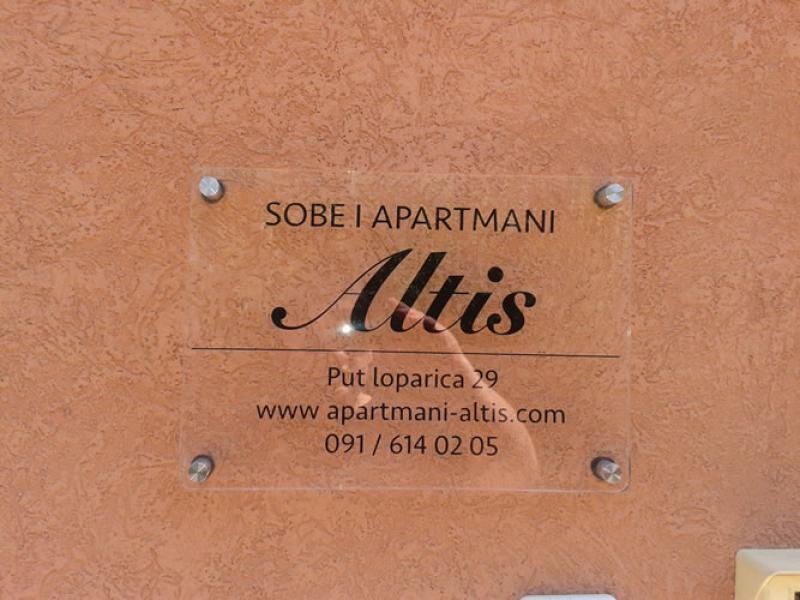 SOBE I APARTMANI
Altis
Put loparica 29
www apartmani-altis.com
091 / 614 02 05